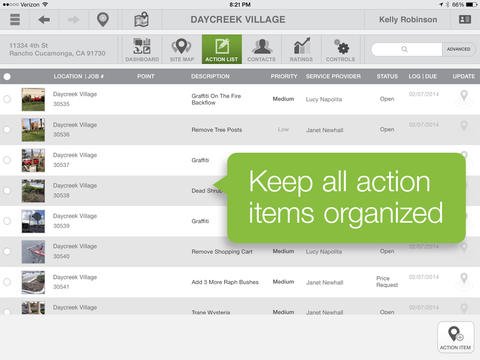 Verizon 8:21 PM 66%
DAYCREEK VILLAGE
Kelly Robinson
11334 4th St
Rancho Cucamonga, CA 91730
DASHBOARD SITE MAP ACTION LIST CONTACTS RATINGS CONTROLS
ADVANCED
LOCATION | JOB # POINT DESCRIPTION PRIORITY SERVICE PROVIDER STATUS LOG | DUE UPDATE
Daycreek Village
30535
Graffiti On The Fire
Backflow
Medium Lucy Napolita Open 02/07/2014
Daycreek Village
30536
Remove Tree Posts Low Janet Newhall Open 02/07/2014
Daycreek Village
30537
Graffiti
Daycreek Village
30538
Dead Shrub
Daycreek Village
30539
Graffiti
Keep all action
items organized
Daycreek Village
30540
Remove Shopping Cart Medium Lucy Napolita Open
Daycreek Village
30541
Add 3 More Raph Bushes Medium Janet Newhall
Price
Request
02/07/2014
Daycreek Village
Trane Wysteria Medium Janet Newhall Open 02/07/2014
ACTION ITEM